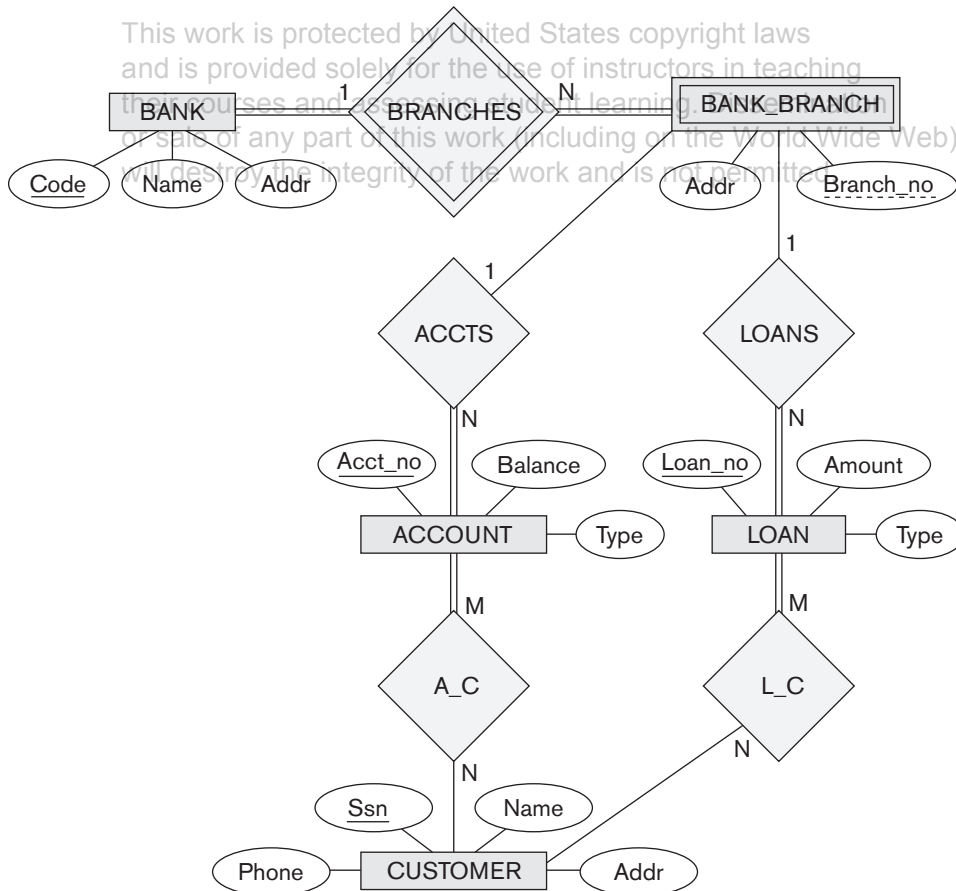 This work is protected by United States copyright laws
and is provided solely for the use of instructors in teaching
their courses and assessing student learning. Dissemination
or sale of any part of this work (including on the World Wide Web)
will destroy the integrity of the work and is not permitted.
1 N
BANK BRANCHES BANK_BRANCH
Code Name Addr Addr Branch_no
1 1
ACCTS LOANS
N N
Acct_no Balance Loan_no Amount
ACCOUNT Type LOAN Type
M M
A_C L_C
N N
Ssn Name
Phone CUSTOMER Addr